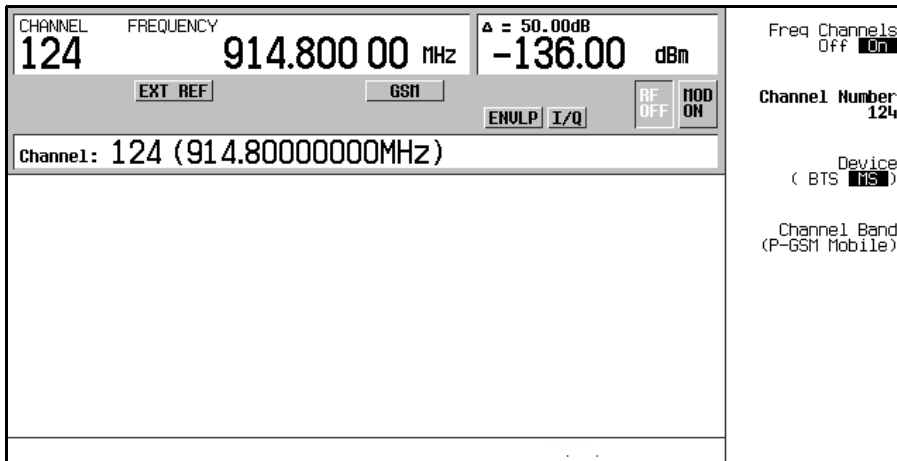 CHANNEL FREQUENCY Δ = 50.00dB
124 914.800 00 MHz -136.00 dBm
EXT REF GSM
ENVLP I/Q RF OFF MOD ON
Channel: 124 (914.80000000MHz)
Freq Channels
Off On
Channel Number
124
Device
( BTS MS )
Channel Band
(P-GSM Mobile)